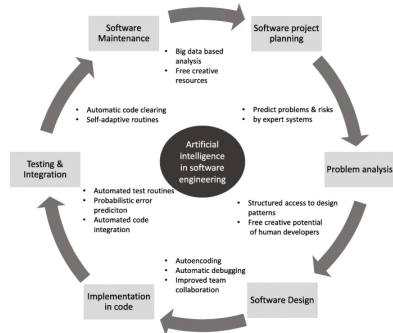 Software
Maintenance
Software project
planning
• Big data based
analysis
• Free creative
resources
• Automatic code clearing
• Self-adaptive routines
• Predict problems & risks
• by expert systems
Artificial
intelligence
in software
engineering
Testing &
Integration
Problem analysis
• Automated test routines
• Probabilistic error
prediciton
• Automated code
integration
• Structured access to design
patterns
• Free creative potential
of human developers
• Autoencoding
• Automatic debugging
• Improved team
collaboration
Implementation
in code
Software Design